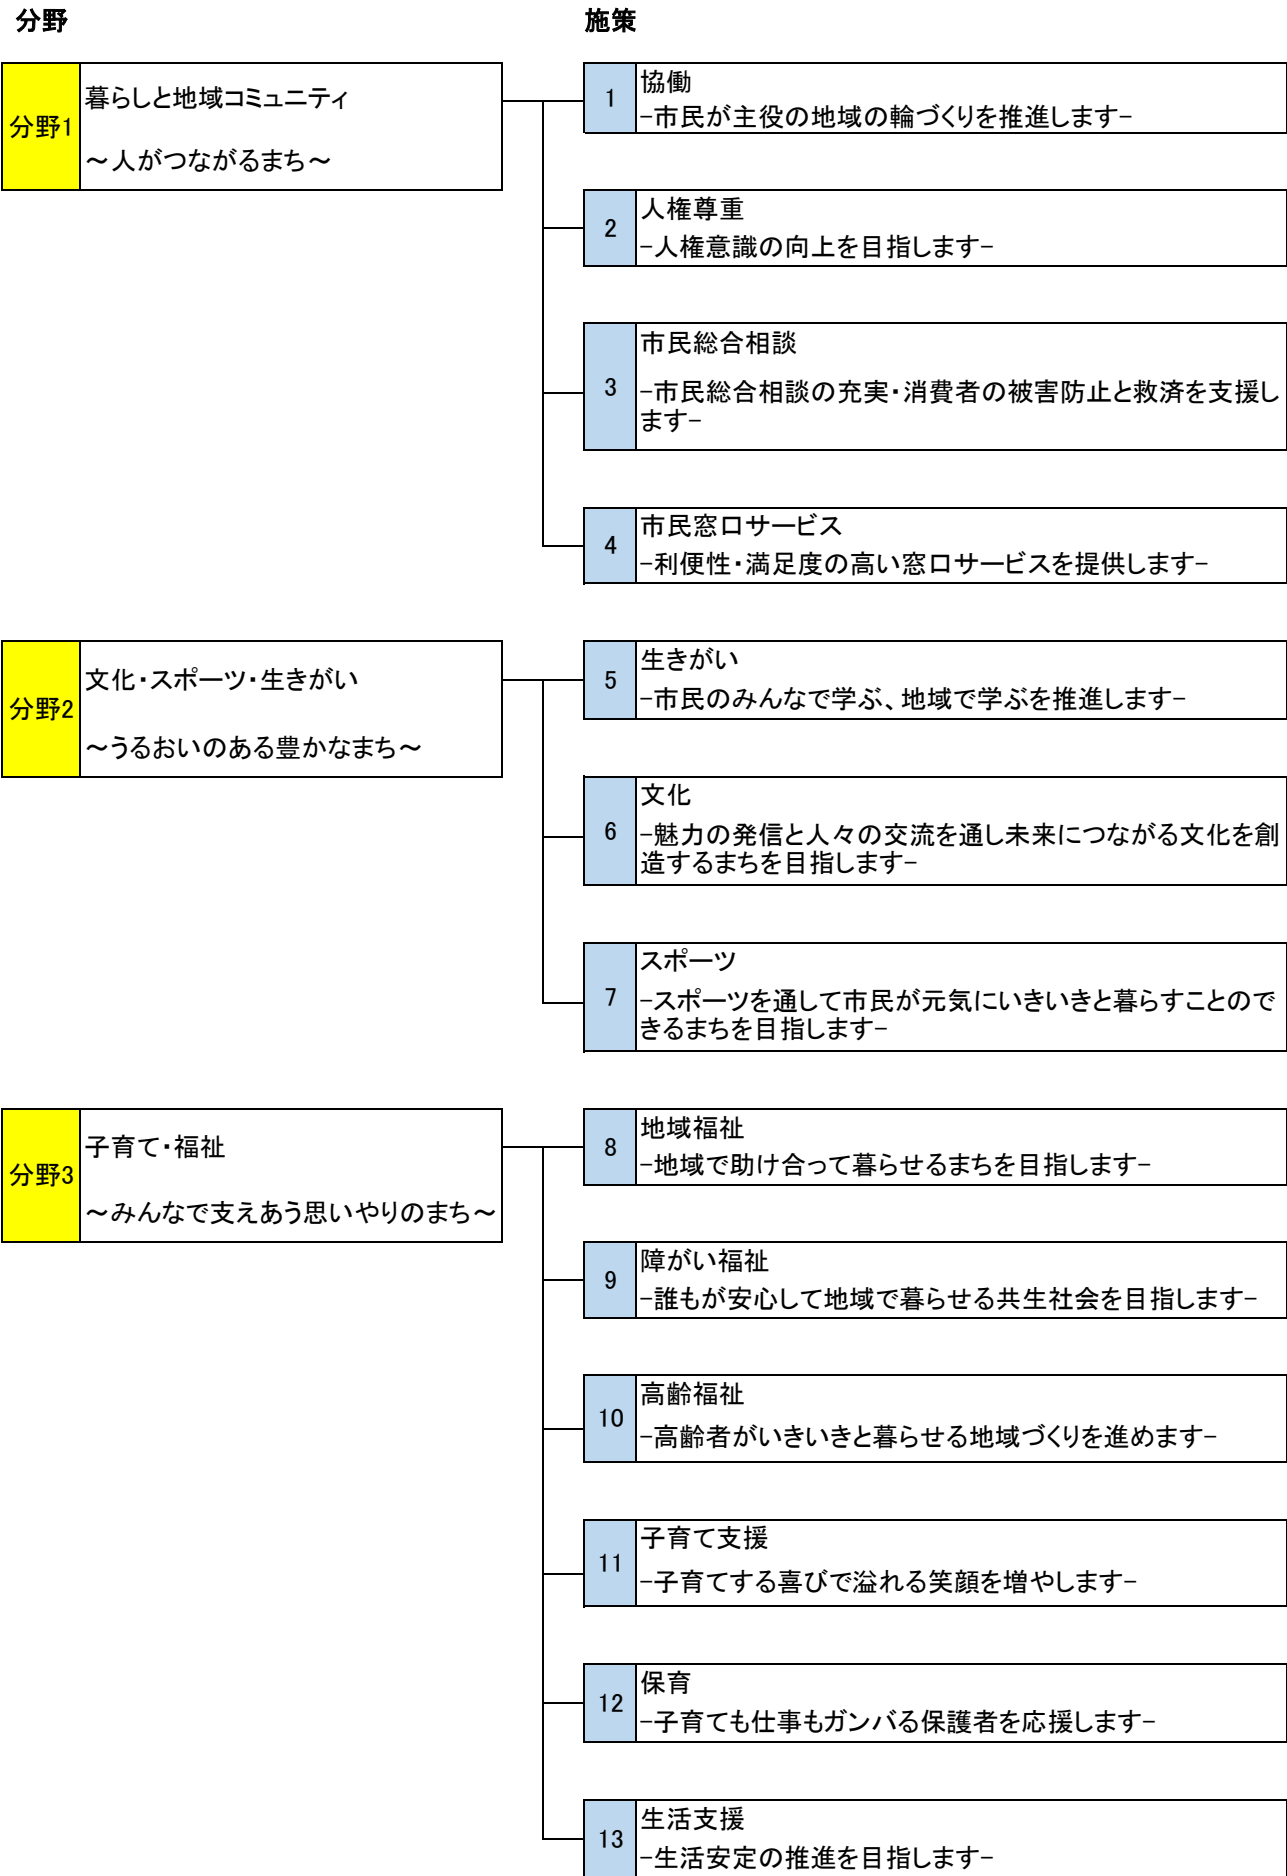 分野
施策
分野1
暮らしと地域コミュニティ
～人がつながるまち～
1
協働
-市民が主役の地域の輪づくりを推進します-
2
人権尊重
-人権意識の向上を目指します-
3
市民総合相談
-市民総合相談の充実・消費者の被害防止と救済を支援し
ます-
4
市民窓口サービス
-利便性・満足度の高い窓口サービスを提供します-
分野2
文化・スポーツ・生きがい
～うるおいのある豊かなまち～
5
生きがい
-市民のみんなで学ぶ、地域で学ぶを推進します-
6
文化
-魅力の発信と人々の交流を通し未来につながる文化を創
造するまちを目指します-
7
スポーツ
-スポーツを通して市民が元気にいきいきと暮らすことので
きるまちを目指します-
分野3
子育て・福祉
～みんなで支えあう思いやりのまち～
8
地域福祉
-地域で助け合って暮らせるまちを目指します-
9
障がい福祉
-誰もが安心して地域で暮らせる共生社会を目指します-
10
高齢福祉
-高齢者がいきいきと暮らせる地域づくりを進めます-
11
子育て支援
-子育てする喜びで溢れる笑顔を増やします-
12
保育
-子育ても仕事もガンバる保護者を応援します-
13
生活支援
-生活安定の推進を目指します-